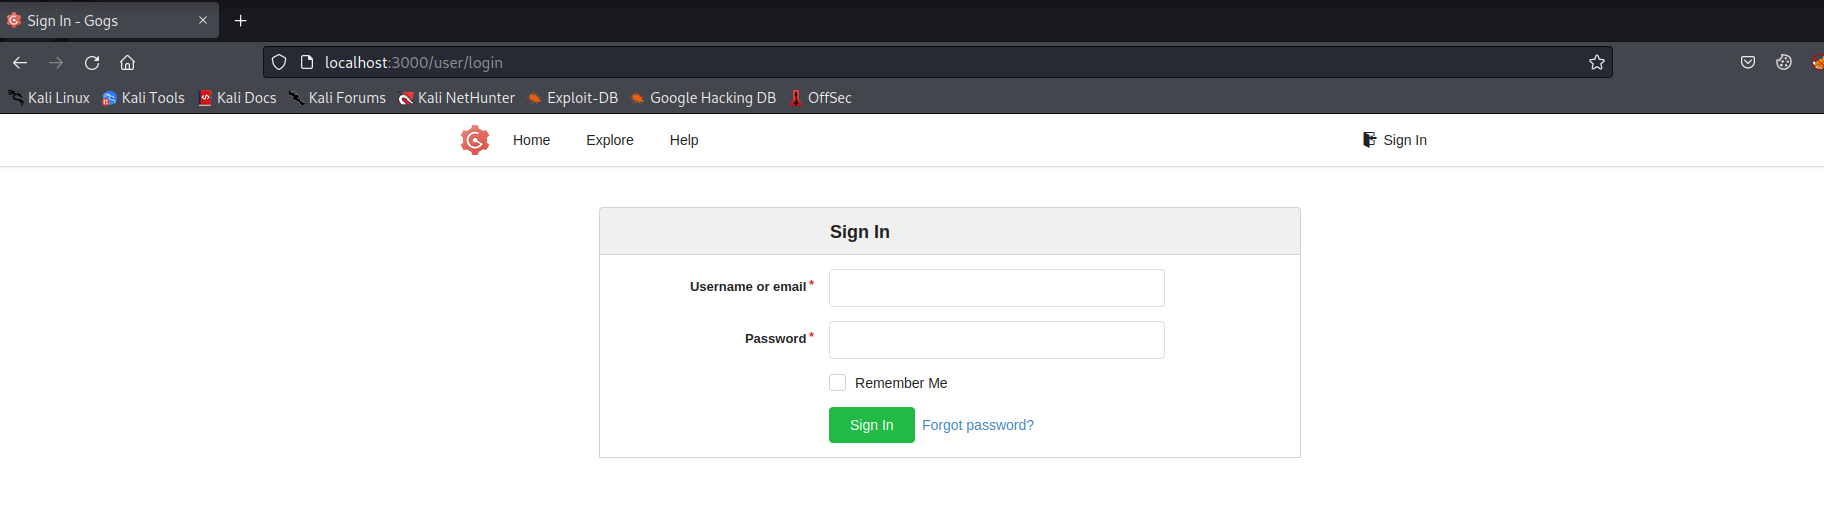 Sign In - Gogs
localhost:3000/user/login
Kali Linux Kali Tools Kali Docs Kali Forums Kali NetHunter Exploit-DB Google Hacking DB OffSec
Home Explore Help Sign In
Sign In
Username or email *
Password *
Remember Me
Sign In Forgot password?